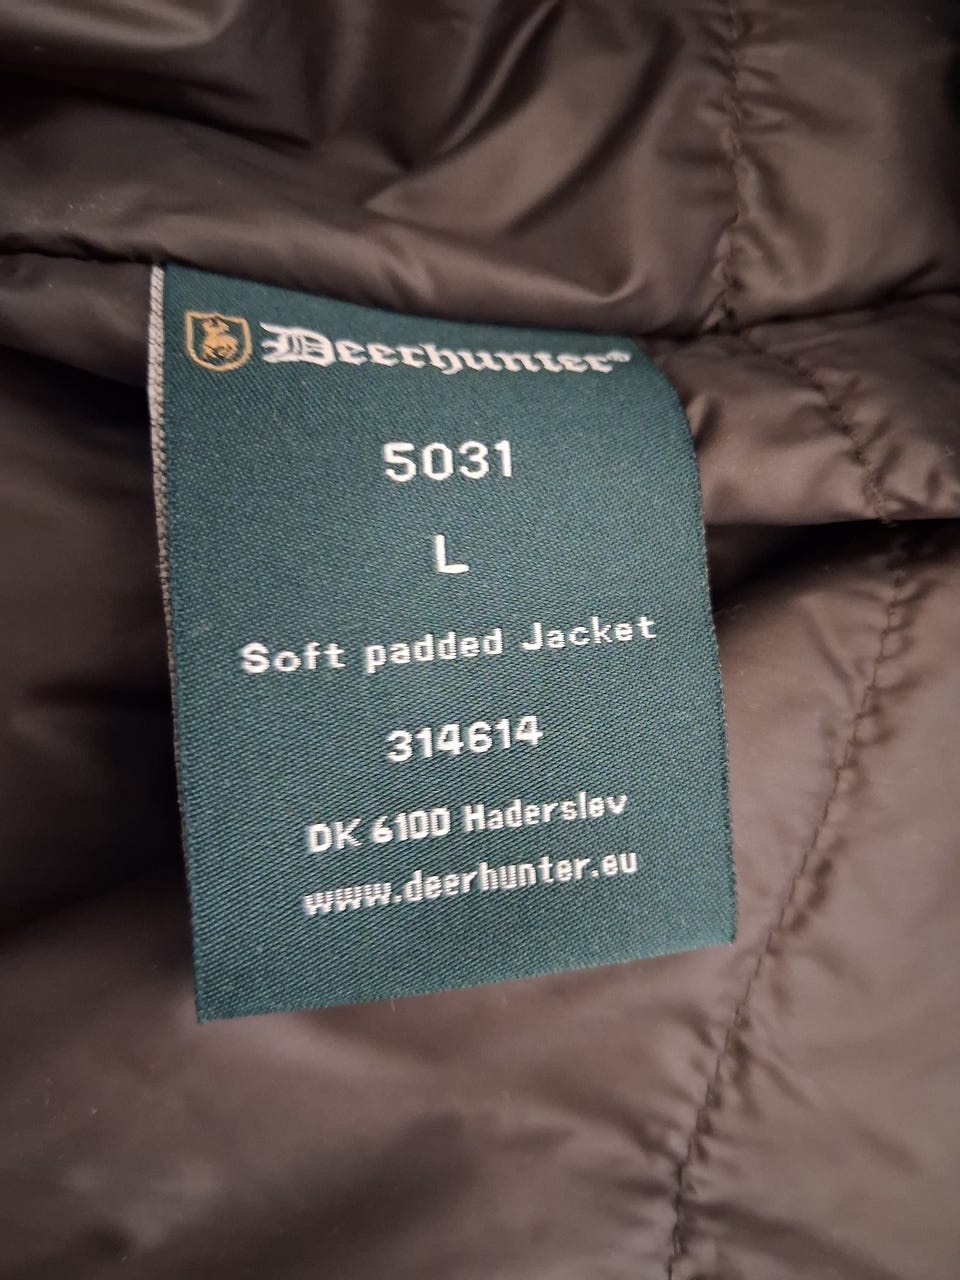 Deerhunter®
5031
L
Soft padded Jacket
314614
DK 6100 Haderslev
www.deerhunter.eu